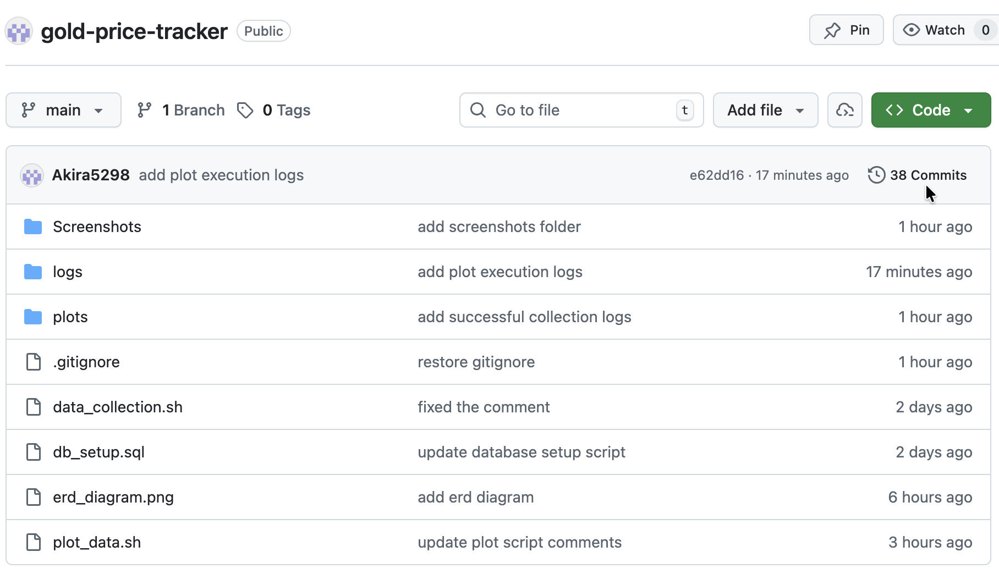 gold-price-tracker Public Pin Watch 0
main 1 Branch 0 Tags Go to file t Add file Code
Akira5298 add plot execution logs e62dd16 · 17 minutes ago 38 Commits
Screenshots add screenshots folder 1 hour ago
logs add plot execution logs 17 minutes ago
plots add successful collection logs 1 hour ago
.gitignore restore gitignore 1 hour ago
data_collection.sh fixed the comment 2 days ago
db_setup.sql update database setup script 2 days ago
erd_diagram.png add erd diagram 6 hours ago
plot_data.sh update plot script comments 3 hours ago